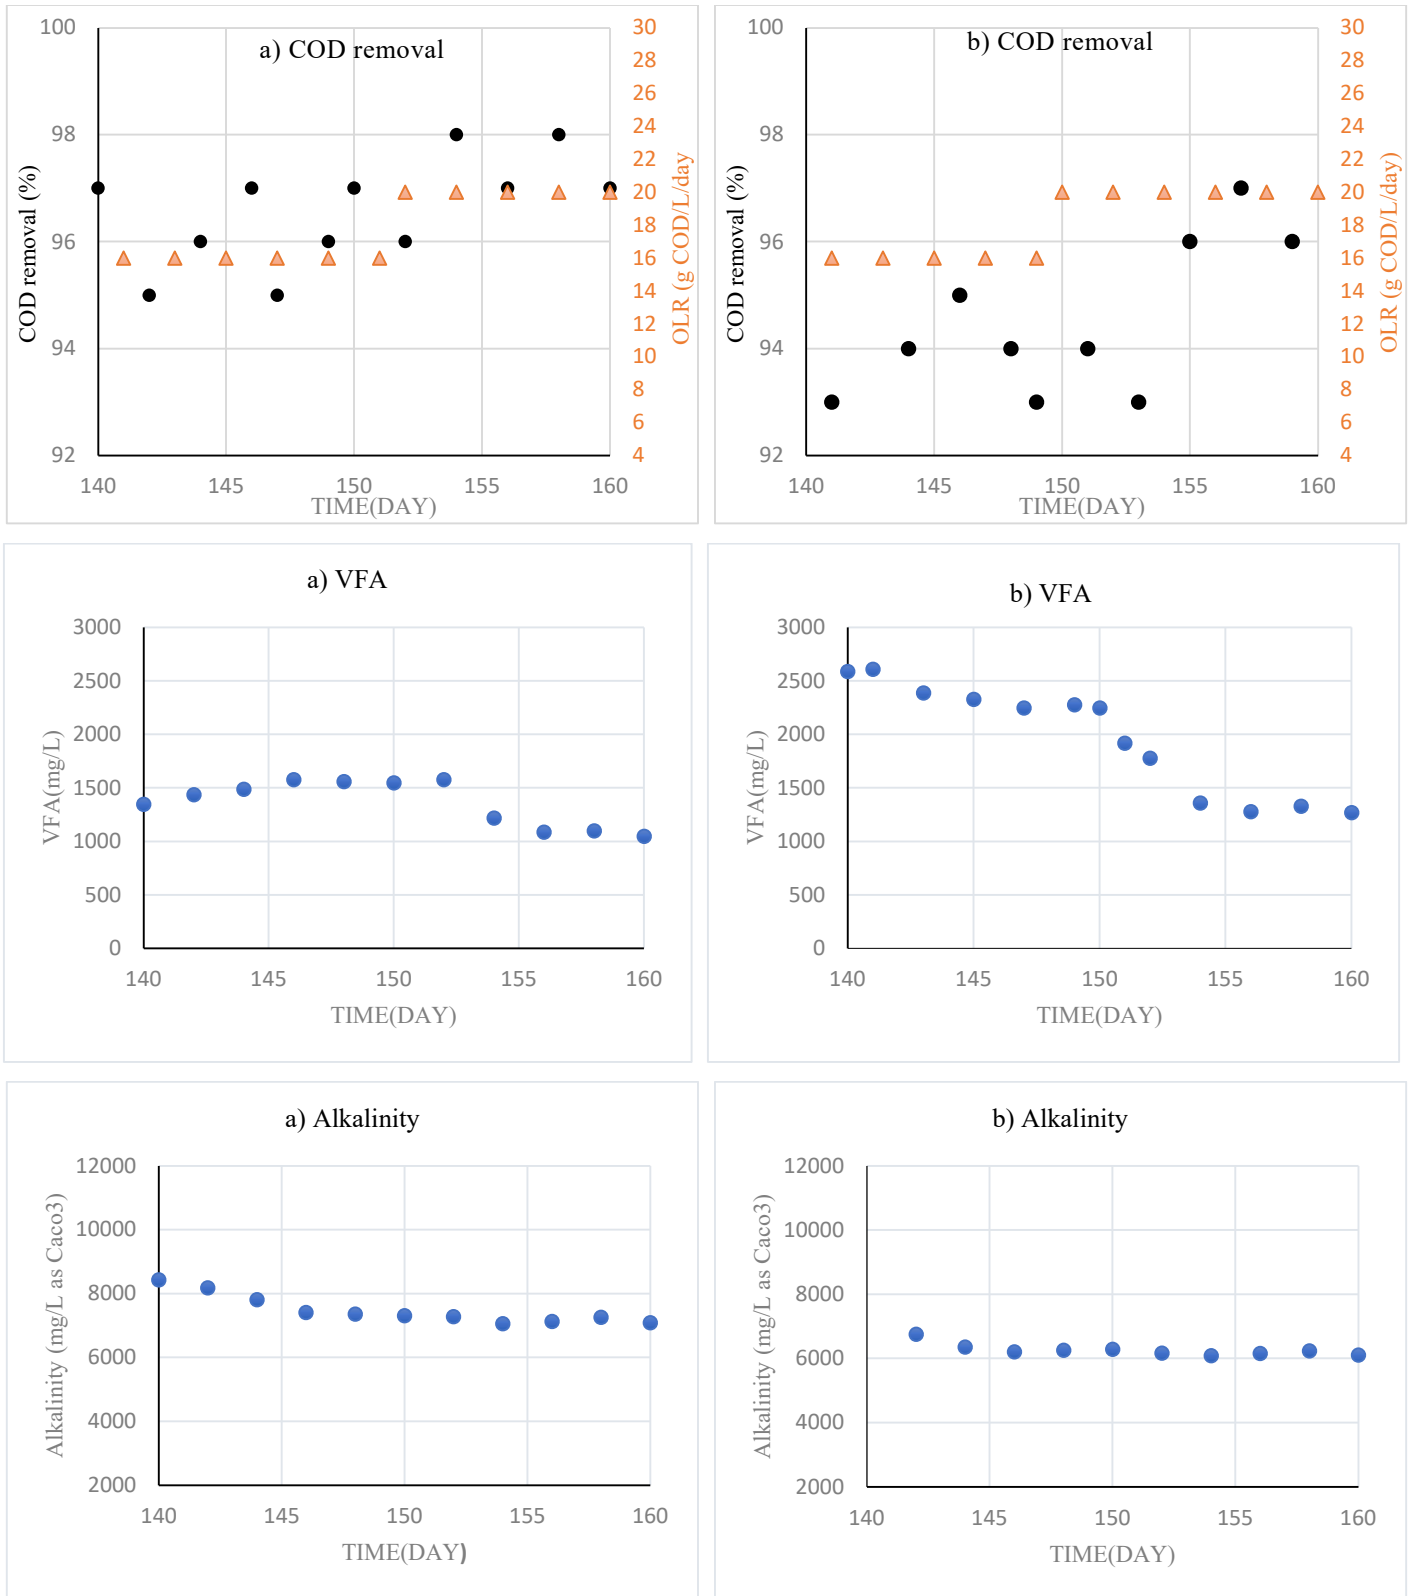 a) COD removal
100
98
96
94
92
COD removal (%)
30
28
26
24
22
20
18
16
14
12
10
8
6
4
OLR (g COD/L/day
140 145 150 155 160
TIME(DAY)
b) COD removal
100
98
96
94
92
COD removal (%)
30
28
26
24
22
20
18
16
14
12
10
8
6
4
OLR (g COD/L/day)
140 145 150 155 160
TIME(DAY)
a) VFA
3000
2500
2000
1500
1000
500
0
VFA(mg/L)
140 145 150 155 160
TIME(DAY)
b) VFA
3000
2500
2000
1500
1000
500
0
VFA(mg/L)
140 145 150 155 160
TIME(DAY)
a) Alkalinity
12000
10000
8000
6000
4000
2000
Alkalinity (mg/L as Caco3)
140 145 150 155 160
TIME(DAY)
b) Alkalinity
12000
10000
8000
6000
4000
2000
Alkalinity (mg/L as Caco3)
140 145 150 155 160
TIME(DAY)